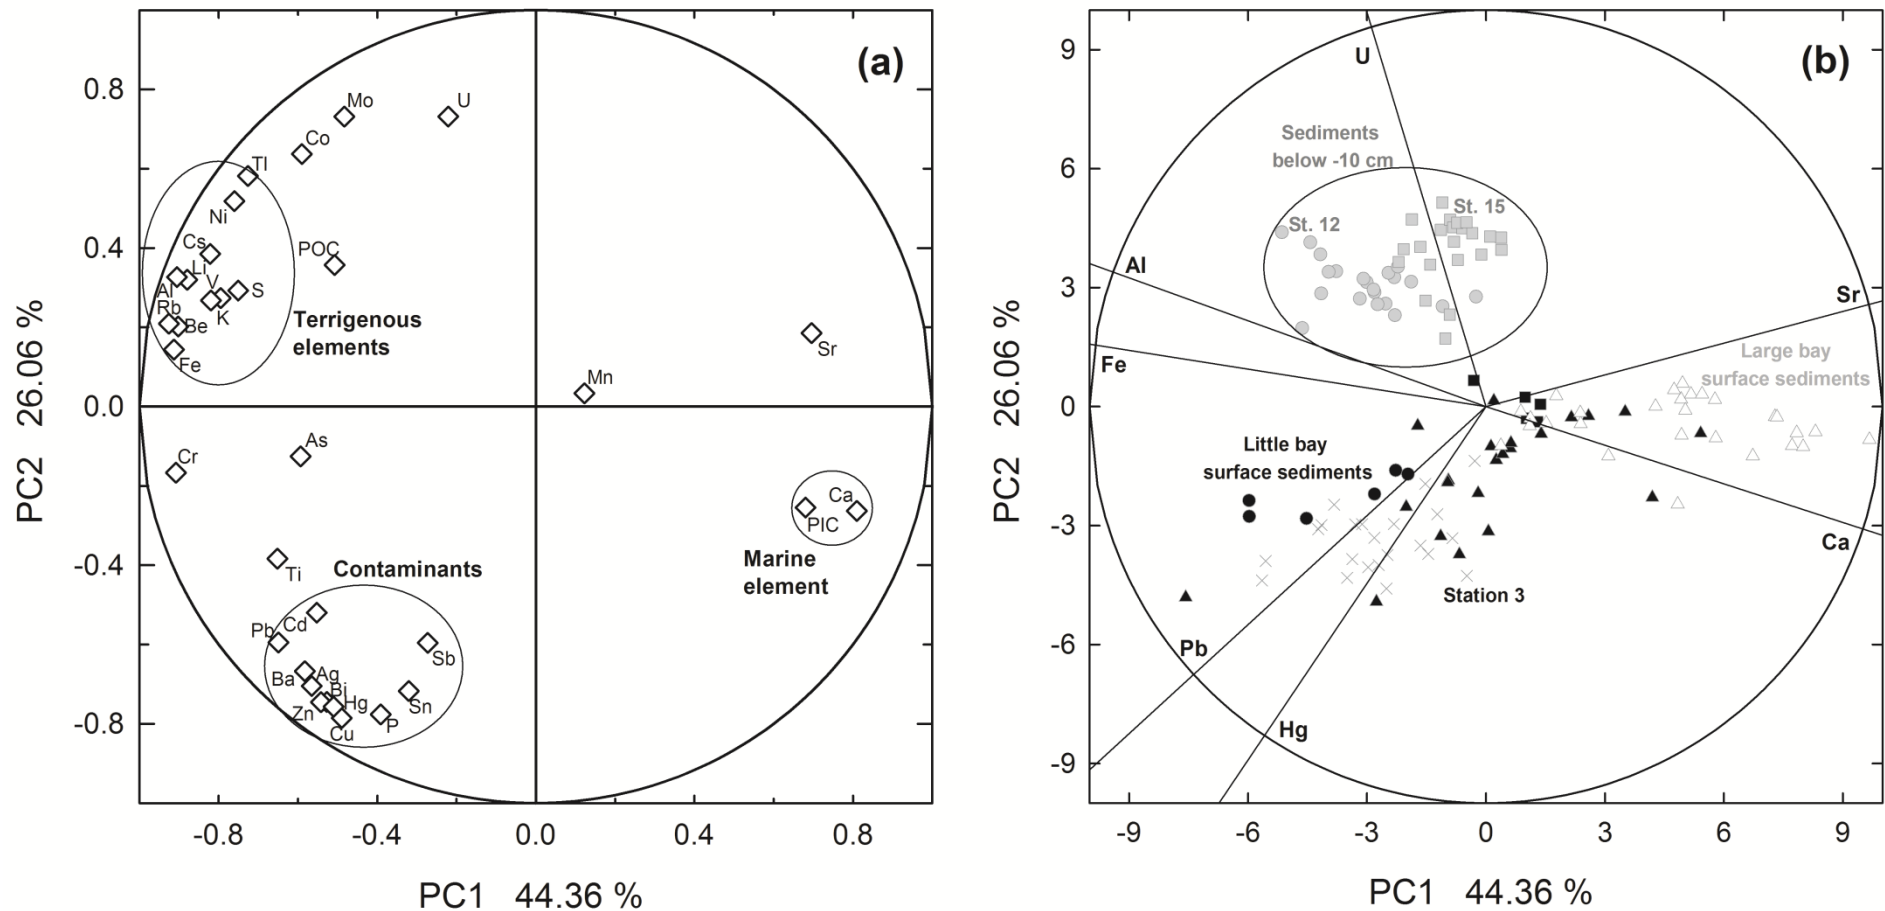 (a)
Mo
U
Co
Tl
Ni
Cs
POC
Li
V
S
Al
Rb
K
Be
Fe
Terrigenous
elements
Sr
Mn
As
Cr
Ca
PIC
Marine
element
Ti
Contaminants
Cd
Pb
Sb
Ag
Ba
Bi
Hg
Sn
Zn
P
Cu
0.8
0.4
0.0
-0.4
-0.8
-0.8
-0.4
0.0
0.4
0.8
PC2 26.06 %
PC1 44.36 %
(b)
U
Sediments
below -10 cm
St. 15
St. 12
Al
Sr
Fe
Large bay
surface sediments
Little bay
surface sediments
Ca
Station 3
Pb
Hg
9
6
3
0
-3
-6
-9
-9
-6
-3
0
3
6
9
PC2 26.06 %
PC1 44.36 %